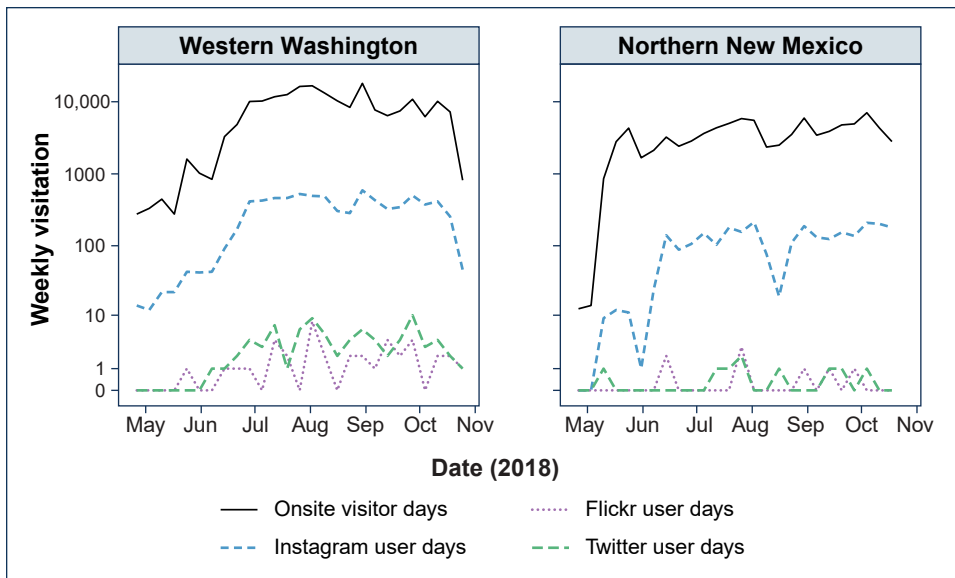 Western Washington
Northern New Mexico
Weekly visitation
10,000
1000
100
10
1
0
May Jun Jul Aug Sep Oct Nov
May Jun Jul Aug Sep Oct Nov
Date (2018)
Onsite visitor days
Flickr user days
Instagram user days
Twitter user days